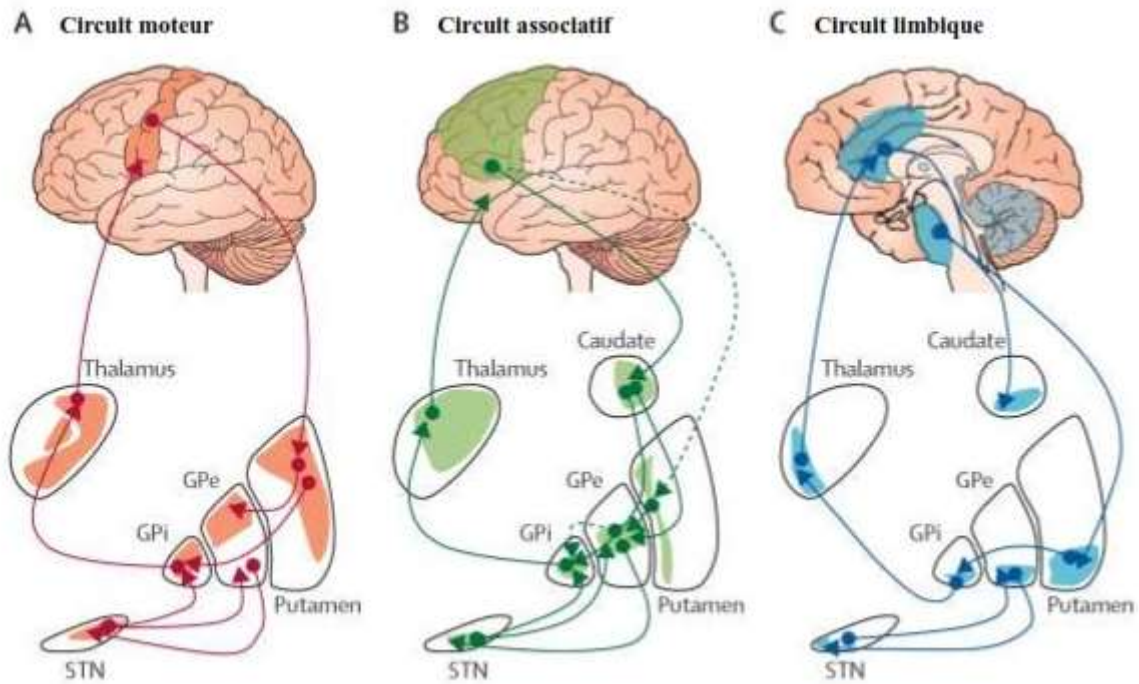 A Circuit moteur
B Circuit associatif
C Circuit limbique
Thalamus
GPe
GPi
Putamen
STN
Caudate
Thalamus
GPe
GPi
Putamen
STN
Caudate
Thalamus
GPe
GPi
Putamen
STN